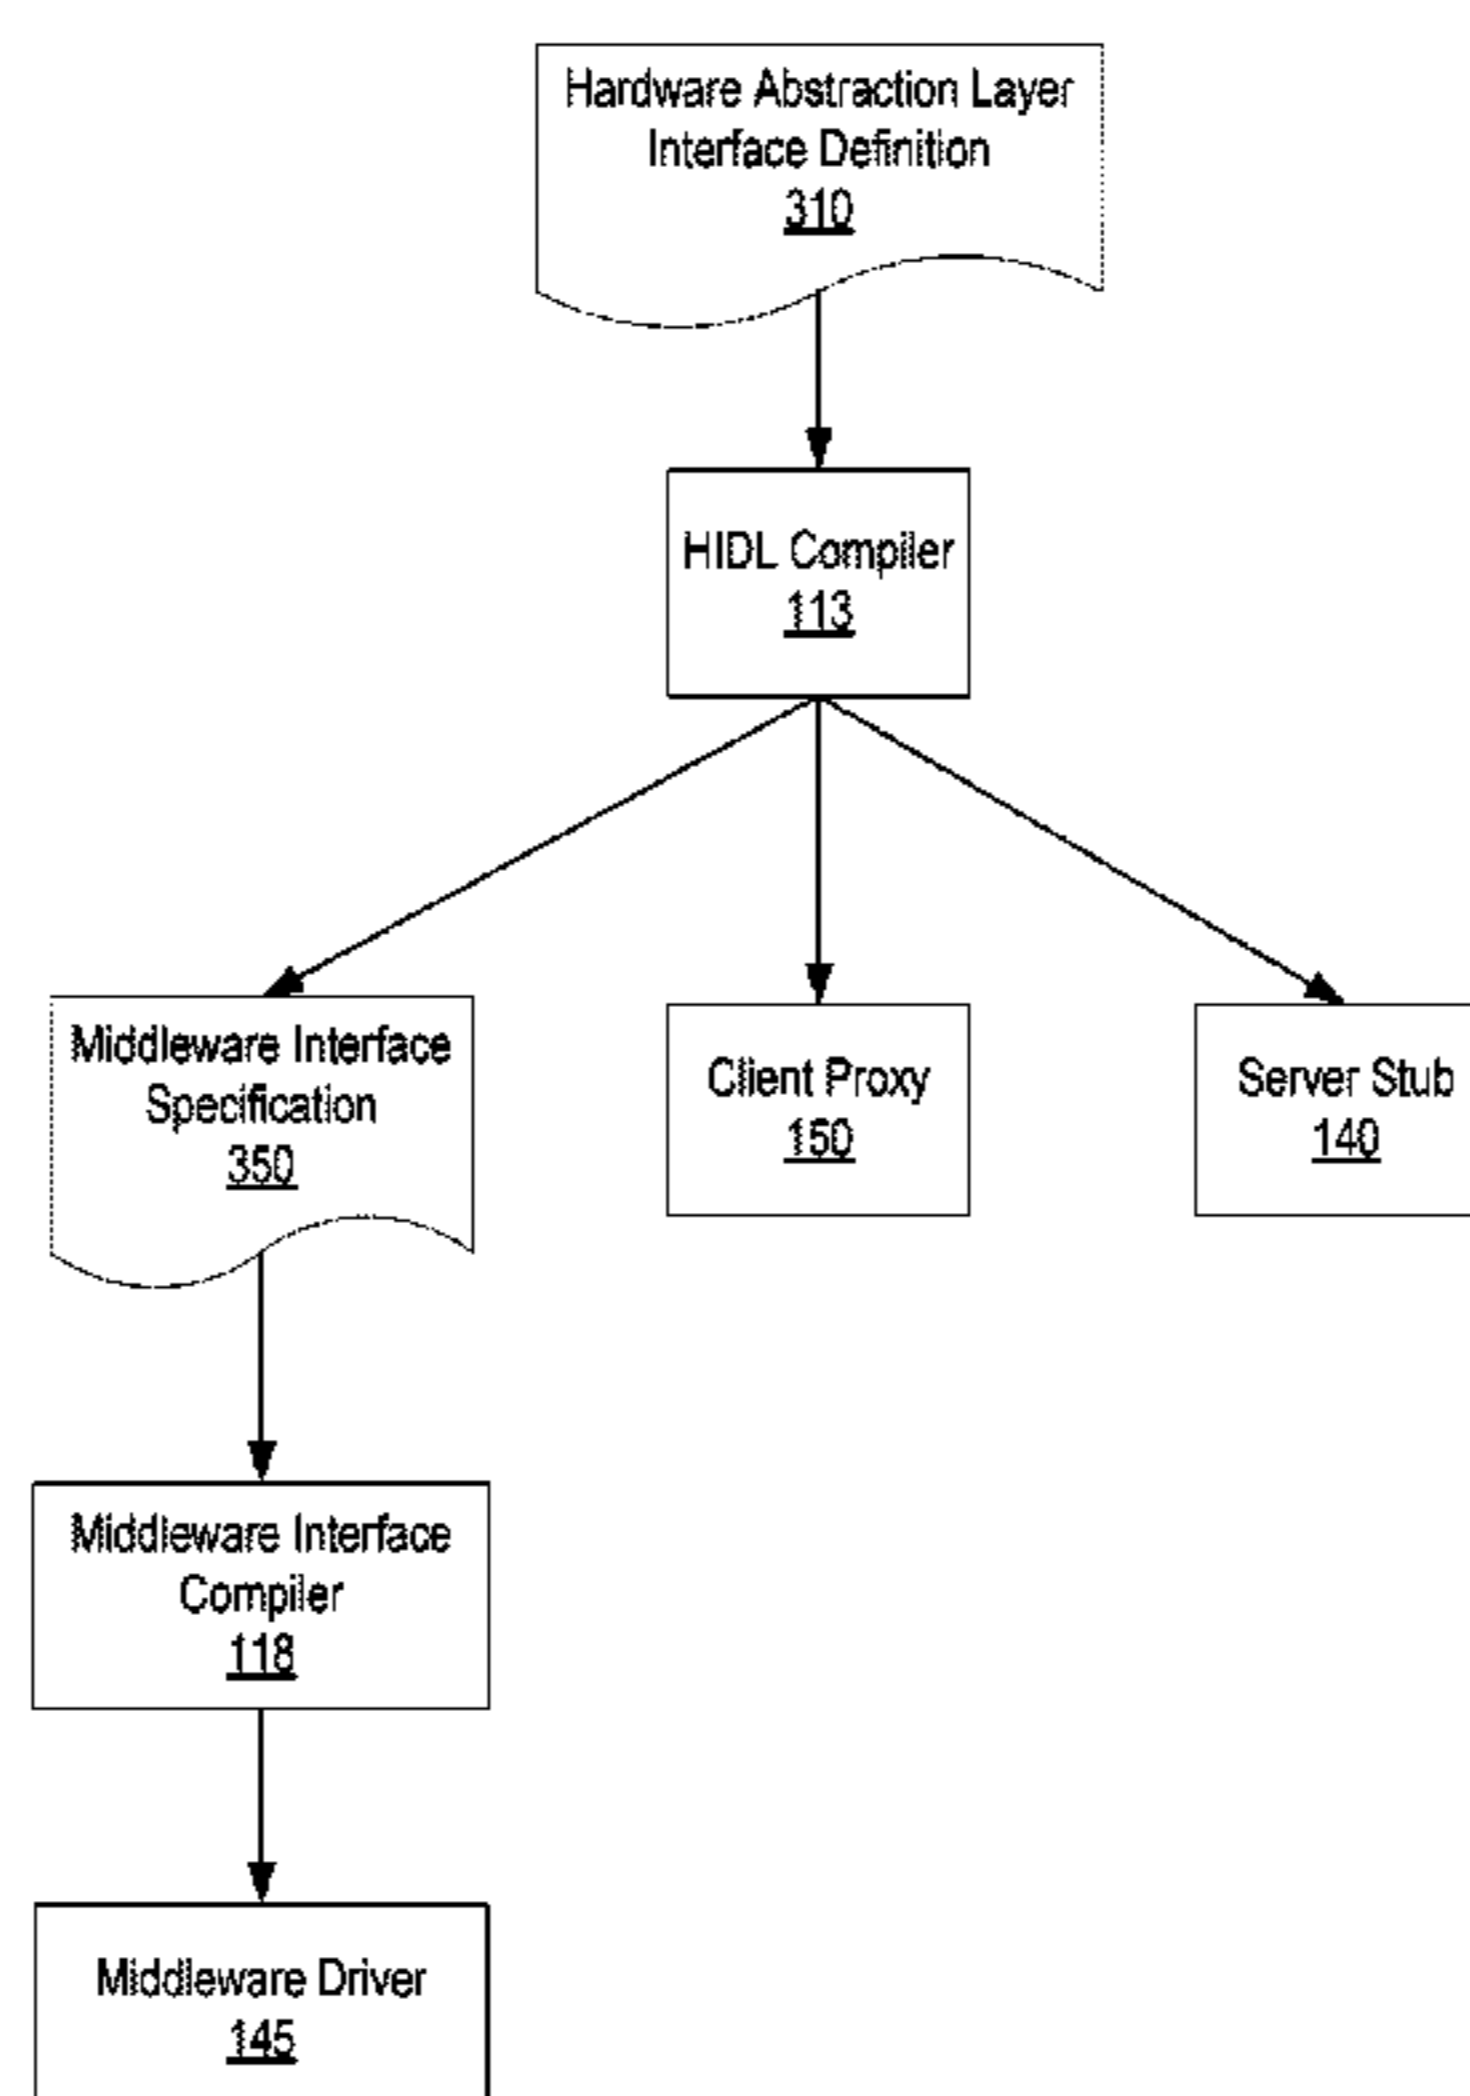 Hardware Abstraction Layer
Interface Definition
310
HIDL Compiler
113
Middleware Interface
Specification
350
Client Proxy
150
Server Stub
140
Middleware Interface
Compiler
118
Middleware Driver
145